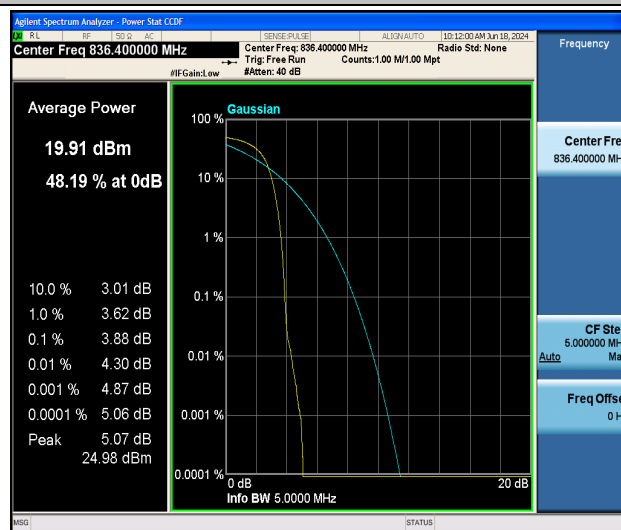 Agilent Spectrum Analyzer - Power Stat CCDF
LXI RL RF 50 Ω AC SENSE:PULSE ALIGN AUTO 10:12:00 AM Jun 18, 2024
Center Freq 836.400000 MHz
Center Freq: 836.400000 MHz Radio Std: None
Trig: Free Run Counts:1.00 M/1.00 Mpt
#IFGain:Low #Atten: 40 dB
Frequency
Average Power
19.91 dBm
48.19 % at 0dB
10.0 % 3.01 dB
1.0 % 3.62 dB
0.1 % 3.88 dB
0.01 % 4.30 dB
0.001 % 4.87 dB
0.0001 % 5.06 dB
Peak 5.07 dB
24.98 dBm
Gaussian
100 %
10 %
1 %
0.1 %
0.01 %
0.001 %
0.0001 %
0 dB 20 dB
Info BW 5.0000 MHz
Center Fre
836.400000 MH
CF Ste
5.000000 MH
Auto Ma
Freq Offse
0 H
MSG STATUS